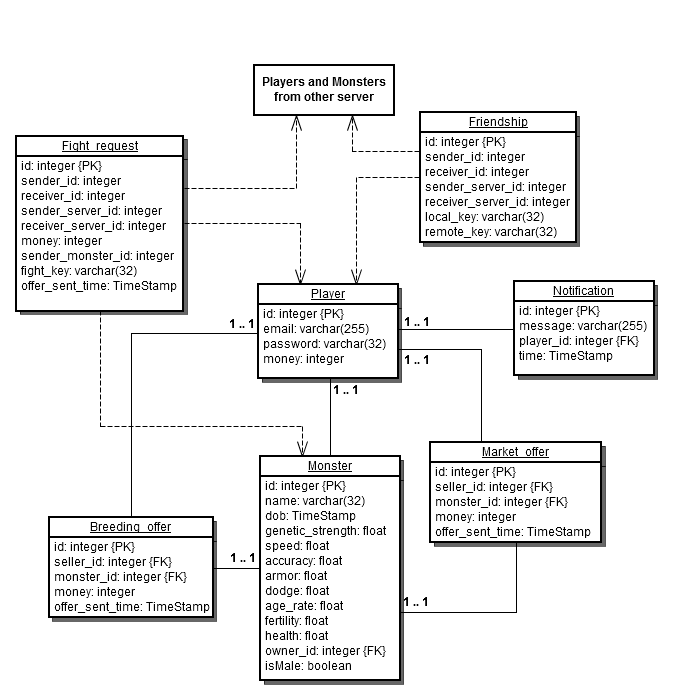 Players and Monsters
from other server
Friendship
id: integer {PK}
sender_id: integer
receiver_id: integer
sender_server_id: integer
receiver_server_id: integer
local_key: varchar(32)
remote_key: varchar(32)
Fight_request
id: integer {PK}
sender_id: integer
receiver_id: integer
sender_server_id: integer
receiver_server_id: integer
money: integer
sender_monster_id: integer
fight_key: varchar(32)
offer_sent_time: TimeStamp
Player
id: integer {PK}
email: varchar(255)
password: varchar(32)
money: integer
1 .. 1
1 .. 1
1 .. 1
1 .. 1
Notification
id: integer {PK}
message: varchar(255)
player_id: integer {FK}
time: TimeStamp
Monster
id: integer {PK}
name: varchar(32)
dob: TimeStamp
genetic_strength: float
speed: float
accuracy: float
armor: float
dodge: float
age_rate: float
fertility: float
health: float
owner_id: integer {FK}
isMale: boolean
Market_offer
id: integer {PK}
seller_id: integer {FK}
monster_id: integer {FK}
money: integer
offer_sent_time: TimeStamp
Breeding_offer
id: integer {PK}
seller_id: integer {FK}
monster_id: integer {FK}
money: integer
offer_sent_time: TimeStamp
1 .. 1
1 .. 1